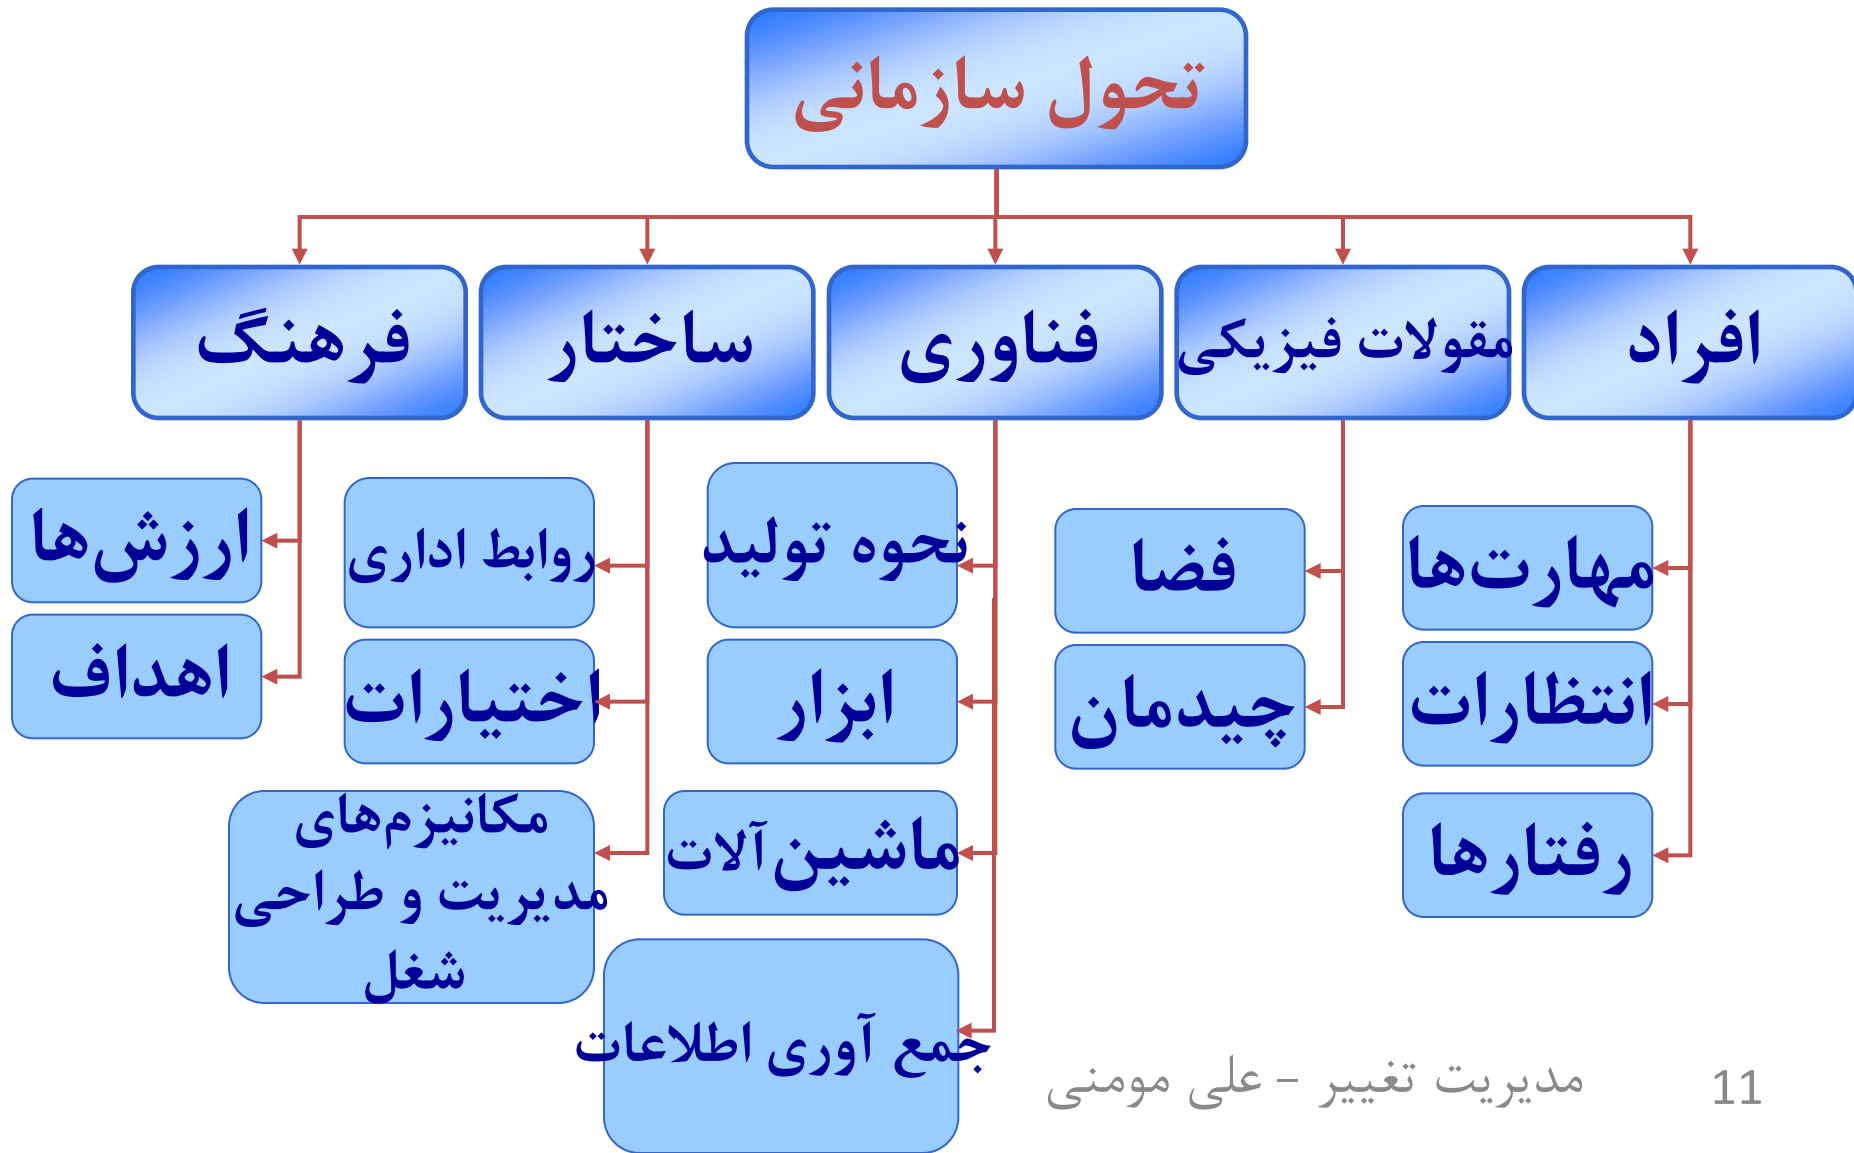 تحول سازمانی
افراد
مقولات فیزیکی
فناوری
ساختار
فرهنگ
مهارت‌ها
انتظارات
رفتارها
فضا
چیدمان
نحوه تولید
ابزار
ماشین‌آلات
جمع آوری اطلاعات
روابط اداری
اختیارات
مکانیزم‌های
مدیریت و طراحی
شغل
ارزش‌ها
اهداف
مدیریت تغییر – علی مومنی
11